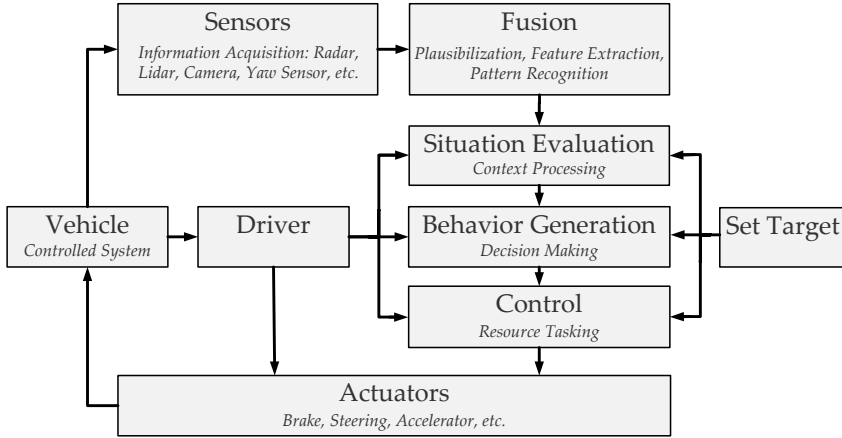 Sensors
Information Acquisition: Radar,
Lidar, Camera, Yaw Sensor, etc.
Fusion
Plausibilization, Feature Extraction,
Pattern Recognition
Situation Evaluation
Context Processing
Vehicle
Controlled System
Driver
Behavior Generation
Decision Making
Set Target
Control
Resource Tasking
Actuators
Brake, Steering, Accelerator, etc.